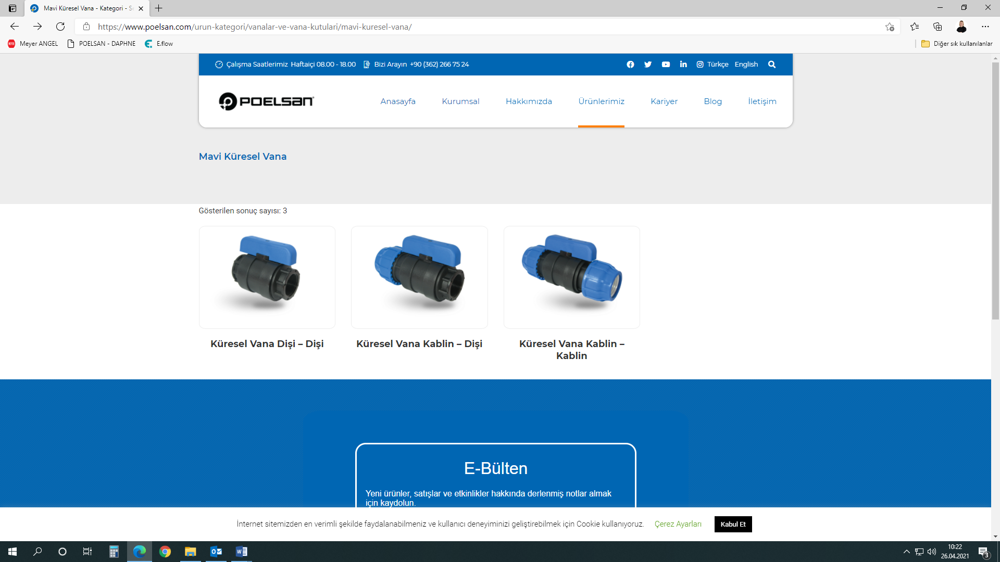 Mavi Küresel Vana - Kategori - Se
https://www.poelsan.com/urun-kategori/vanalar-ve-vana-kutulari/mavi-kuresel-vana/
Meyer ANGEL
POELSAN - DAPHNE
E.flow
Diğer sık kullanılanlar
Çalışma Saatlerimiz Haftaiçi 08.00 - 18.00
Bizi Arayın +90 (362) 266 75 24
Türkçe
English
POELSAN
Anasayfa
Kurumsal
Hakkımızda
Ürünlerimiz
Kariyer
Blog
İletişim
Mavi Küresel Vana
Gösterilen sonuç sayısı: 3
Küresel Vana Dişi – Dişi
Küresel Vana Kablin – Dişi
Küresel Vana Kablin –
Kablin
E-Bülten
Yeni ürünler, satışlar ve etkinlikler hakkında derlenmiş notlar almak
için kaydolun.
İnternet sitemizden en verimli şekilde faydalanabilmeniz ve kullanıcı deneyiminizi geliştirebilmek için Cookie kullanıyoruz.
Çerez Ayarları
Kabul Et
10:22
26.04.2021
3